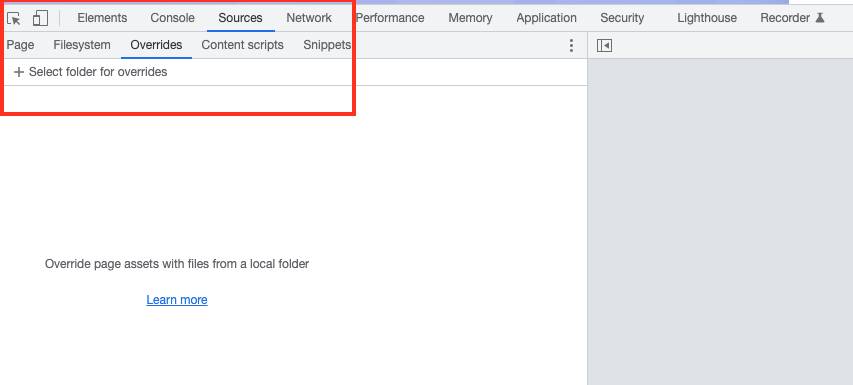 Elements Console Sources Network Performance Memory Application Security Lighthouse Recorder
Page Filesystem Overrides Content scripts Snippets
+ Select folder for overrides
Override page assets with files from a local folder
Learn more